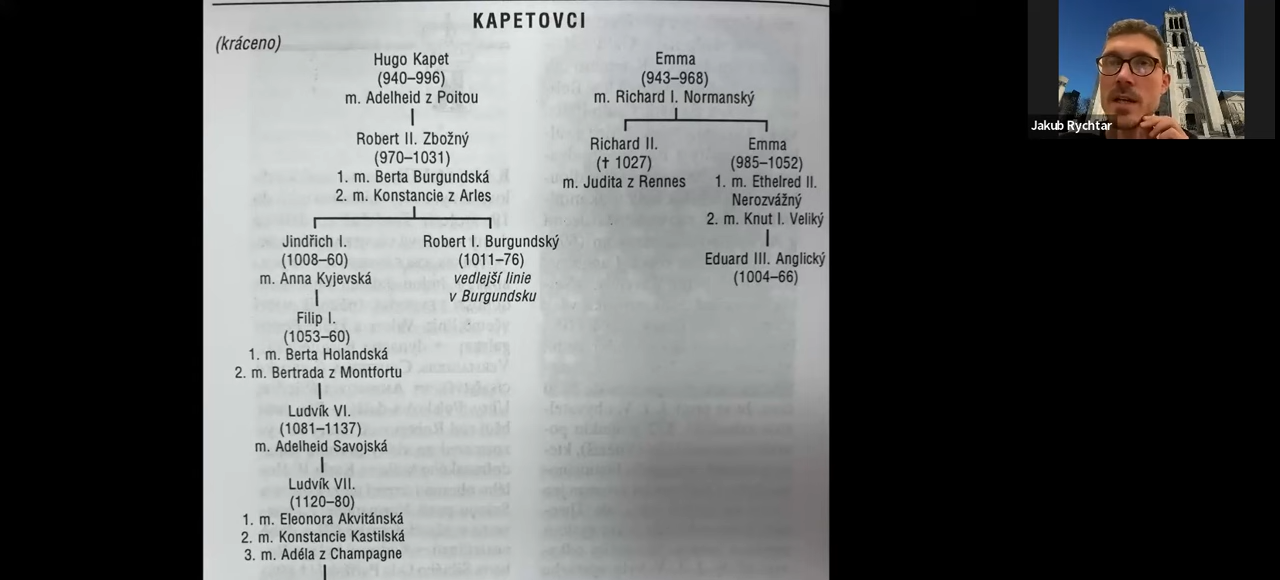 KAPETOVCI
(kráceno)
Hugo Kapet
(940–996)
m. Adelheid z Poitou
Robert II. Zbožný
(970–1031)
1. m. Berta Burgundská
2. m. Konstancie z Arles
Jindřich I.
(1008–60)
m. Anna Kyjevská
Robert I. Burgundský
(1011–76)
vedlejší linie
v Burgundsku
Filip I.
(1053–60)
1. m. Berta Holandská
2. m. Bertrada z Montfortu
Ludvík VI.
(1081–1137)
m. Adelheid Savojská
Ludvík VII.
(1120–80)
1. m. Eleonora Akvitánská
2. m. Konstancie Kastilská
3. m. Adéla z Champagne
Emma
(943–968)
m. Richard I. Normanský
Richard II.
(† 1027)
m. Judita z Rennes
Emma
(985–1052)
1. m. Ethelred II.
Nerozvážný
2. m. Knut I. Veliký
Eduard III. Anglický
(1004–66)
Jakub Rychtar